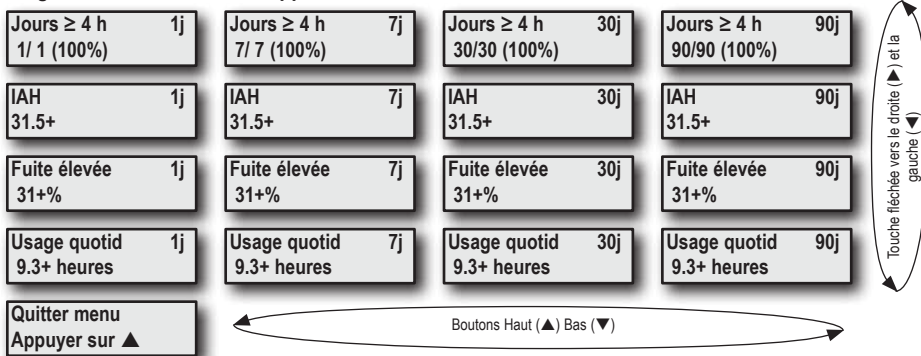 Jours ≥ 4 h 1j
1/ 1 (100%)
Jours ≥ 4 h 7j
7/ 7 (100%)
Jours ≥ 4 h 30j
30/30 (100%)
Jours ≥ 4 h 90j
90/90 (100%)
IAH 1j
31.5+
IAH 7j
31.5+
IAH 30j
31.5+
IAH 90j
31.5+
Fuite élevée 1j
31+%
Fuite élevée 7j
31+%
Fuite élevée 30j
31+%
Fuite élevée 90j
31+%
Usage quotid 1j
9.3+ heures
Usage quotid 7j
9.3+ heures
Usage quotid 30j
9.3+ heures
Usage quotid 90j
9.3+ heures
Quitter menu
Appuyer sur ▲
Boutons Haut (▲) Bas (▼)
Touche fléchée vers le droite (▶) et la
gauche (◀)